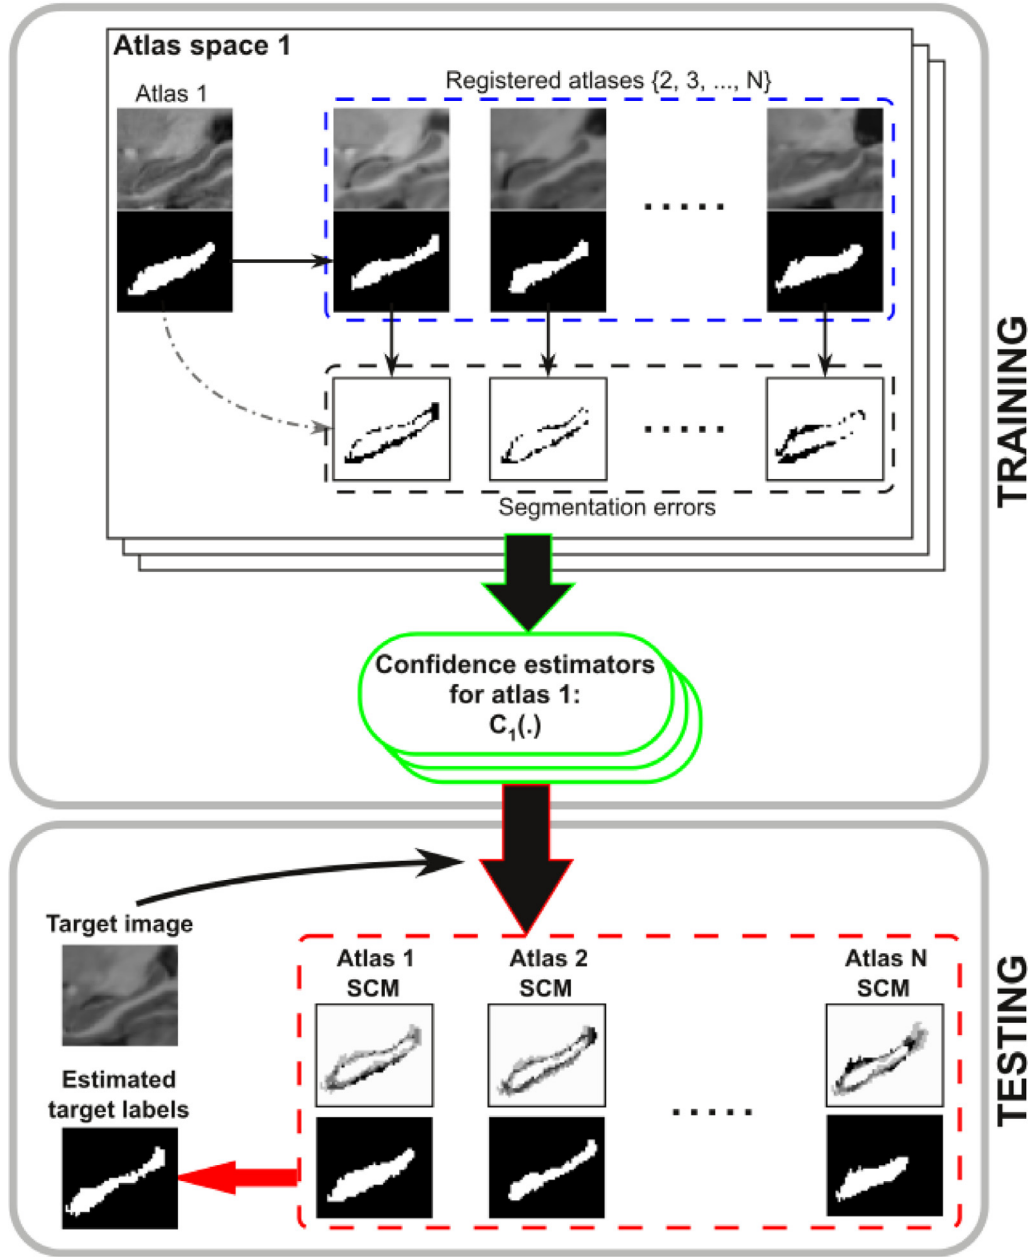 Atlas space 1
Atlas 1
Registered atlases {2, 3, ..., N}
.....
.....
Segmentation errors
TRAINING
Confidence estimators
for atlas 1:
C₁(.)
Target image
Atlas 1
SCM
Atlas 2
SCM
Atlas N
SCM
.....
Estimated
target labels
TESTING